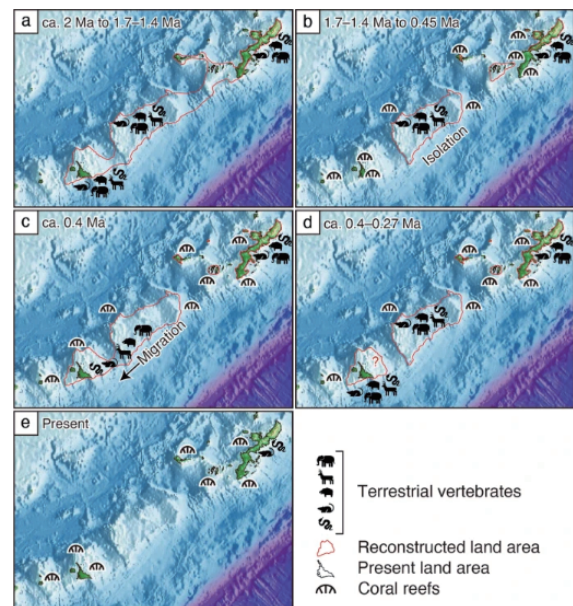 a ca. 2 Ma to 1.7–1.4 Ma
b 1.7–1.4 Ma to 0.45 Ma
Isolation
c ca. 0.4 Ma
Migration
d ca. 0.4–0.27 Ma
?
e Present
Terrestrial vertebrates
Reconstructed land area
Present land area
Coral reefs